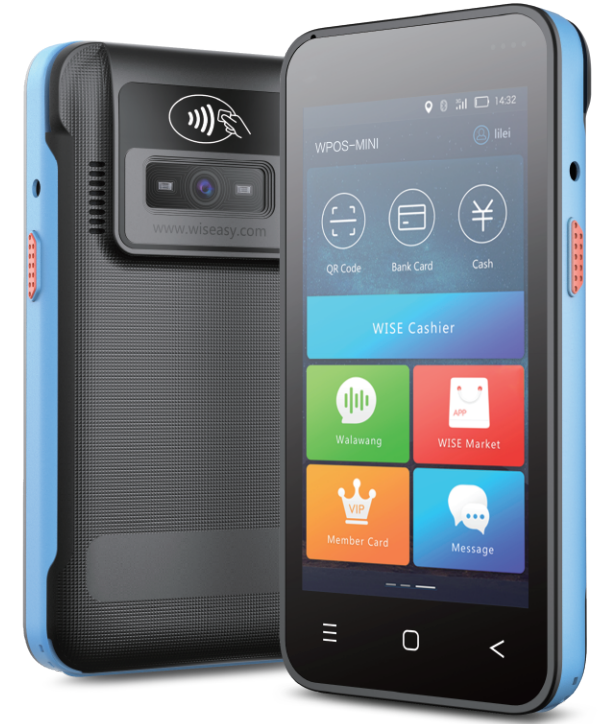 www.wiseasy.com
14:32
WPOS-MINI
lilei
QR Code
Bank Card
Cash
WISE Cashier
Walawang
APP
WISE Market
VIP
Member Card
Message